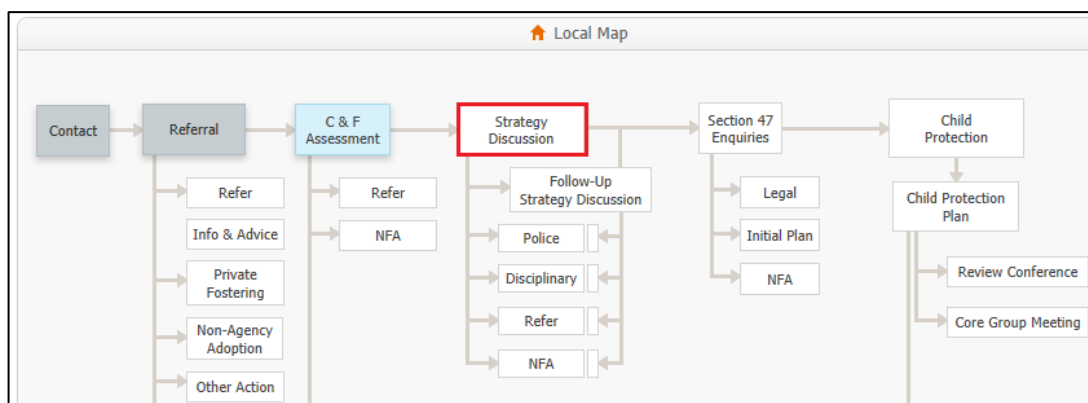 Local Map
Contact
Referral
C & F
Assessment
Strategy
Discussion
Section 47
Enquiries
Child
Protection
Refer
Info & Advice
Private
Fostering
Non-Agency
Adoption
Other Action
Refer
NFA
Follow-Up
Strategy Discussion
Police
Disciplinary
Refer
NFA
Legal
Initial Plan
NFA
Child Protection
Plan
Review Conference
Core Group Meeting